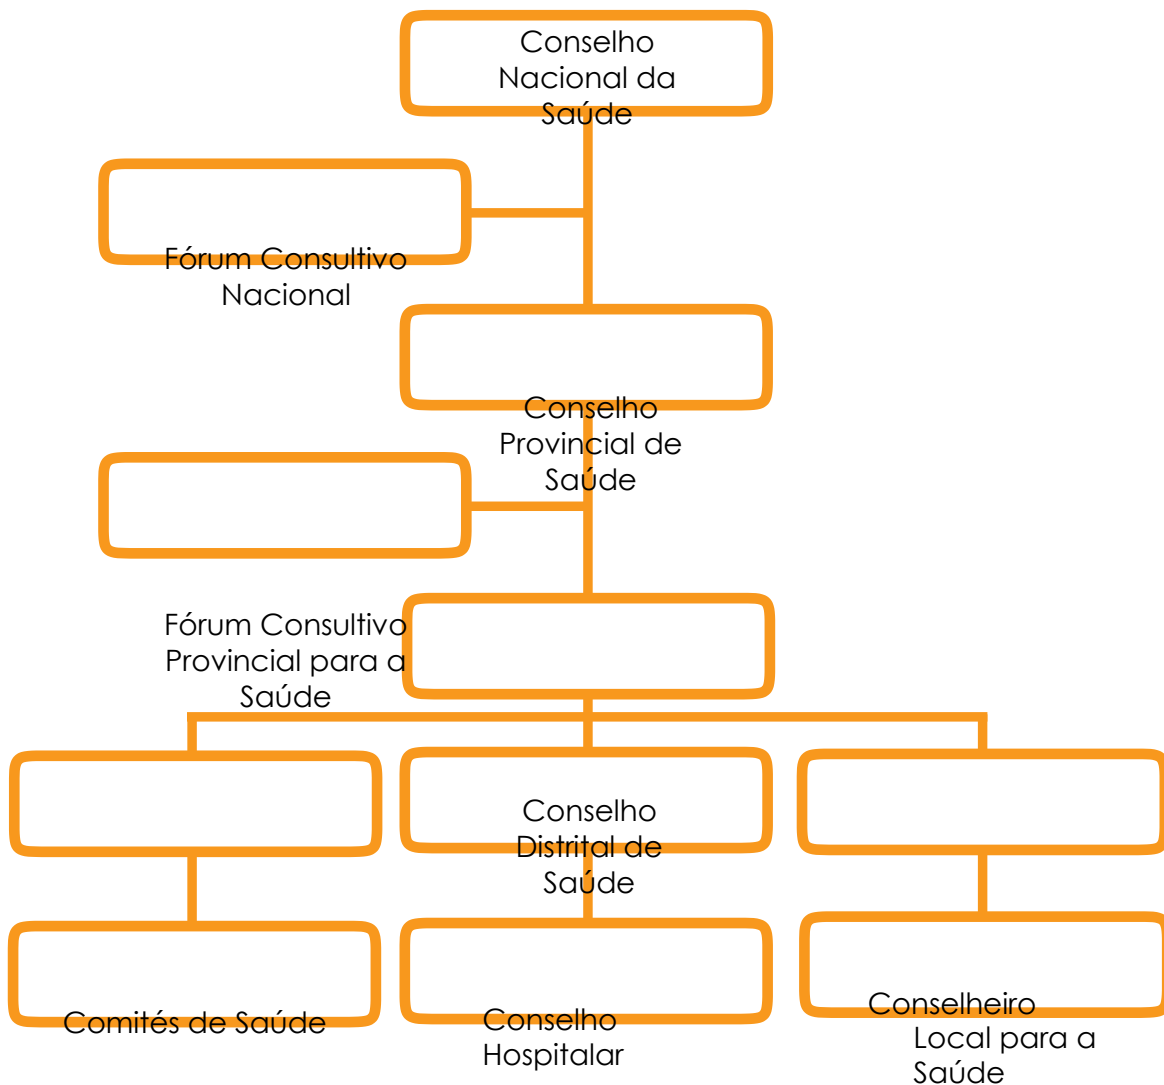 Conselho
Nacional da
Saúde
Fórum Consultivo
Nacional
Conselho
Provincial de
Saúde
Fórum Consultivo
Provincial para a
Saúde
Conselho
Distrital de
Saúde
Comités de Saúde
Conselho
Hospitalar
Conselheiro
Local para a
Saúde